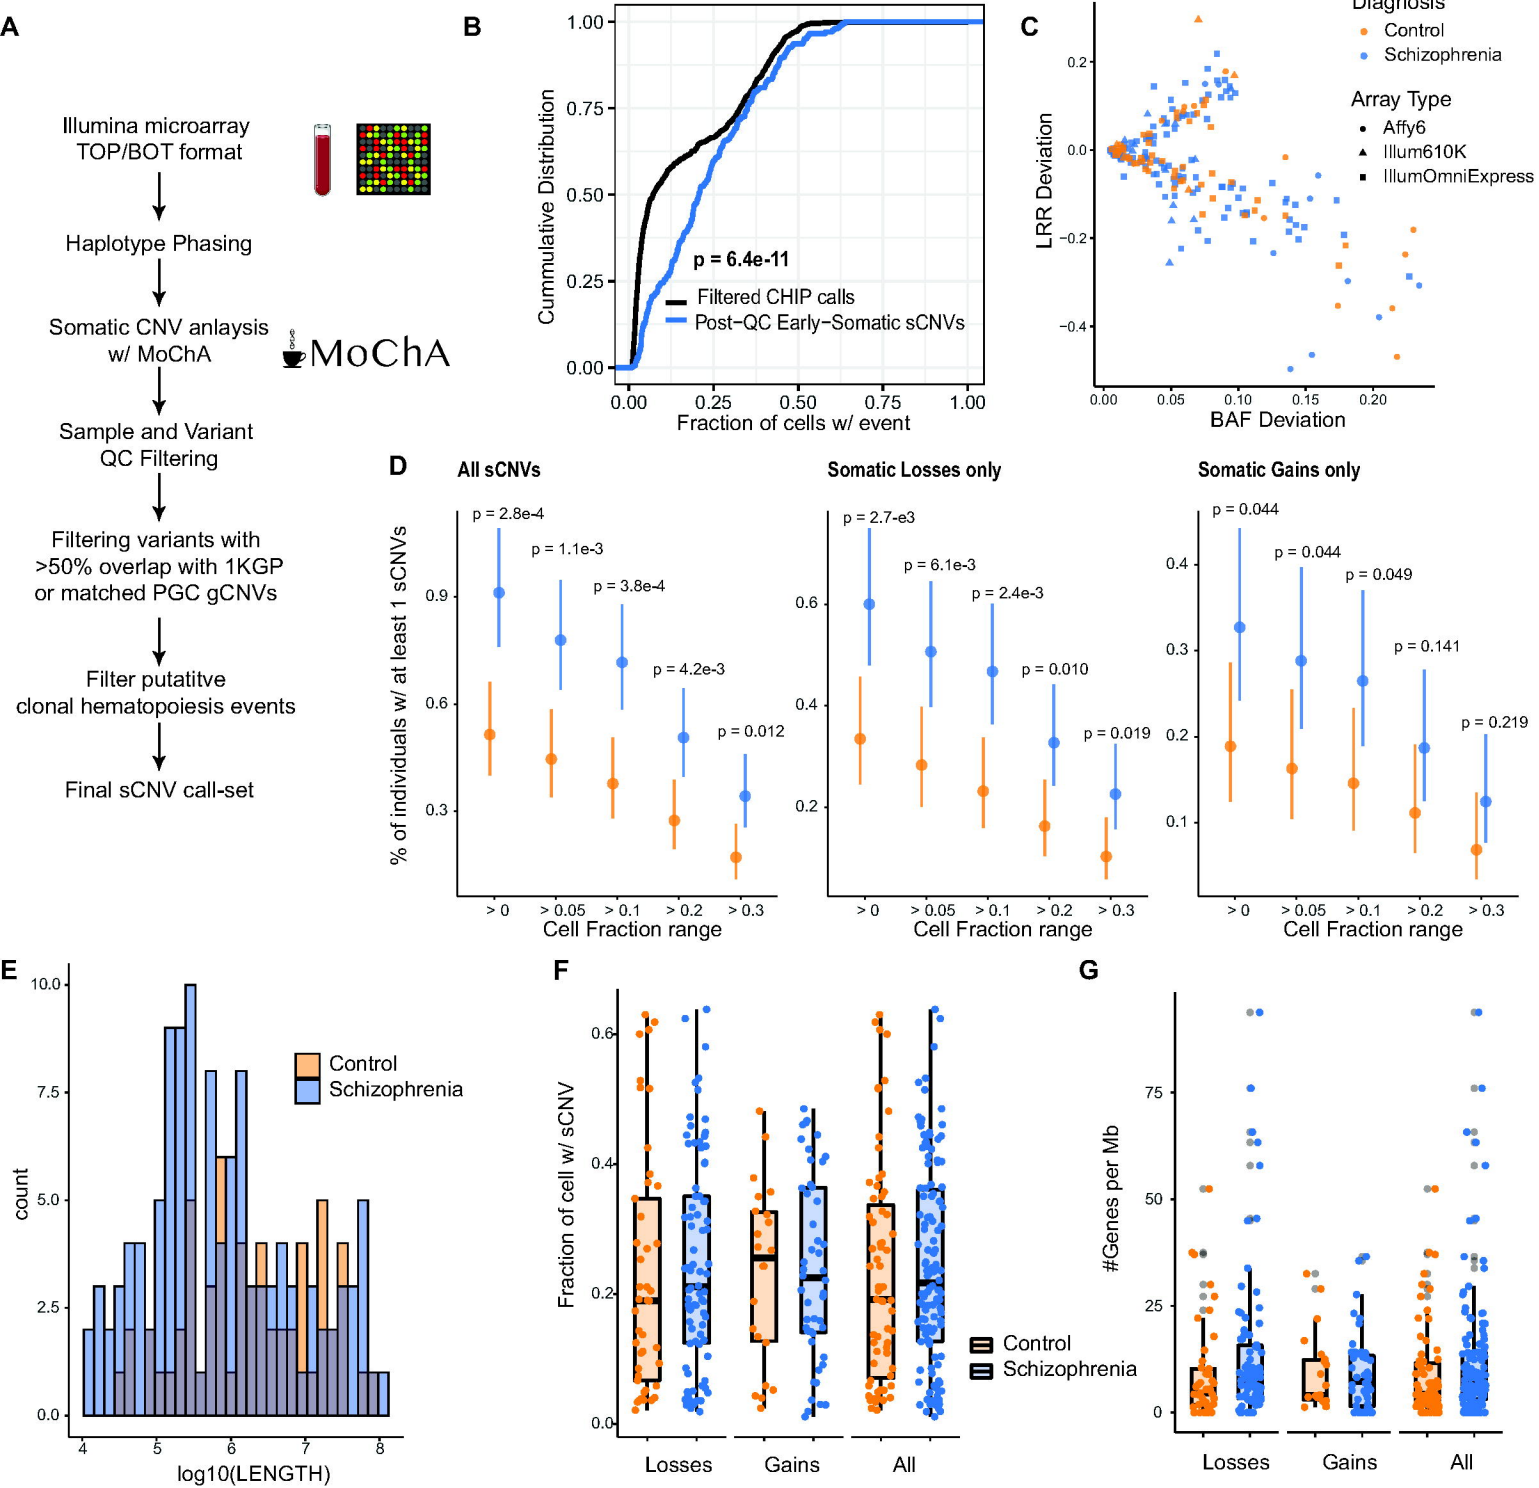 A
Illumina microarray
TOP/BOT format
Haplotype Phasing
Somatic CNV anlaysis
w/ MoChA
MoChA
Sample and Variant
QC Filtering
Filtering variants with
>50% overlap with 1KGP
or matched PGC gCNVs
Filter putatitve
clonal hematopoiesis events
Final sCNV call-set
B
Cummulative Distribution
1.00
0.75
0.50
0.25
0.00
p = 6.4e-11
Filtered CHIP calls
Post−QC Early−Somatic sCNVs
0.00 0.25 0.50 0.75 1.00
Fraction of cells w/ event
C
LRR Deviation
0.2
0.0
−0.2
−0.4
0.00 0.05 0.10 0.15 0.20
BAF Deviation
Diagnosis
Control
Schizophrenia
Array Type
Affy6
Illum610K
IllumOmniExpress
D
% of individuals w/ at least 1 sCNVs
All sCNVs
p = 2.8e-4
p = 1.1e-3
p = 3.8e-4
p = 4.2e-3
p = 0.012
0.9
0.6
0.3
> 0 > 0.05 > 0.1 > 0.2 > 0.3
Cell Fraction range
Somatic Losses only
p = 2.7-e3
p = 6.1e-3
p = 2.4e-3
p = 0.010
p = 0.019
0.6
0.4
0.2
> 0 > 0.05 > 0.1 > 0.2 > 0.3
Cell Fraction range
Somatic Gains only
p = 0.044
p = 0.044
p = 0.049
p = 0.141
p = 0.219
0.4
0.3
0.2
0.1
> 0 > 0.05 > 0.1 > 0.2 > 0.3
Cell Fraction range
E
count
10.0
7.5
5.0
2.5
0.0
Control
Schizophrenia
4 5 6 7 8
log10(LENGTH)
F
Fraction of cell w/ sCNV
0.6
0.4
0.2
0.0
Losses Gains All
Control
Schizophrenia
G
#Genes per Mb
75
50
25
0
Losses Gains All